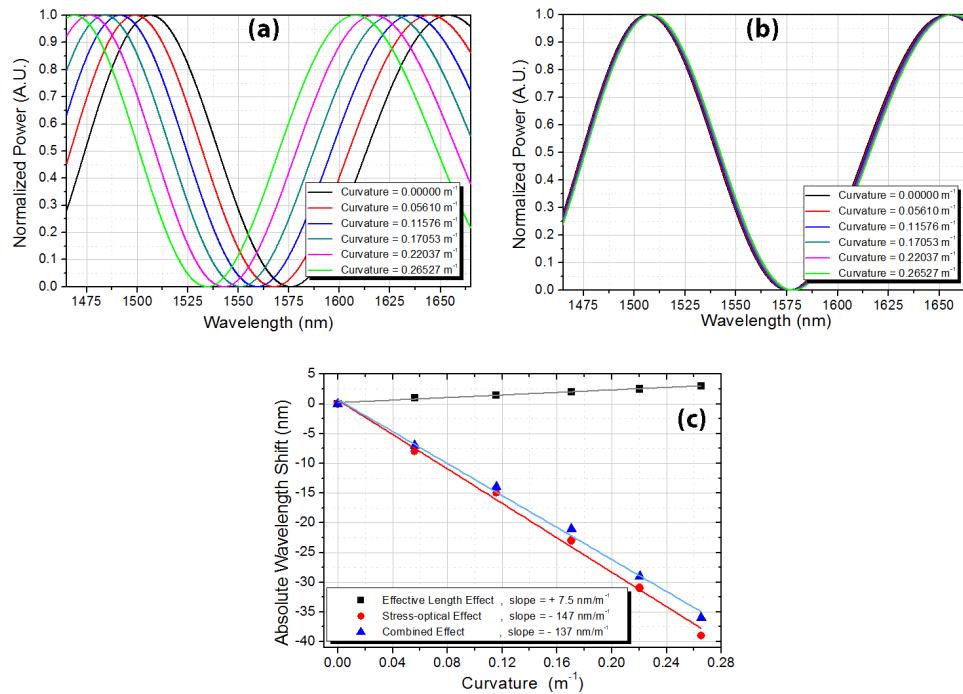 (a)
Normalized Power (A.U.)
1.0
0.9
0.8
0.7
0.6
0.5
0.4
0.3
0.2
0.1
0.0
Curvature = 0.00000 m⁻¹
Curvature = 0.05610 m⁻¹
Curvature = 0.11576 m⁻¹
Curvature = 0.17053 m⁻¹
Curvature = 0.22037 m⁻¹
Curvature = 0.26527 m⁻¹
1475 1500 1525 1550 1575 1600 1625 1650
Wavelength (nm)
(b)
Normalized Power (A.U.)
1.0
0.9
0.8
0.7
0.6
0.5
0.4
0.3
0.2
0.1
0.0
Curvature = 0.00000 m⁻¹
Curvature = 0.05610 m⁻¹
Curvature = 0.11576 m⁻¹
Curvature = 0.17053 m⁻¹
Curvature = 0.22037 m⁻¹
Curvature = 0.26527 m⁻¹
1475 1500 1525 1550 1575 1600 1625 1650
Wavelength (nm)
(c)
Absolute Wavelength Shift (nm)
5
0
-5
-10
-15
-20
-25
-30
-35
-40
Effective Length Effect , slope = + 7.5 nm/m⁻¹
Stress-optical Effect , slope = - 147 nm/m⁻¹
Combined Effect , slope = - 137 nm/m⁻¹
0.00 0.04 0.08 0.12 0.16 0.20 0.24 0.28
Curvature (m⁻¹)